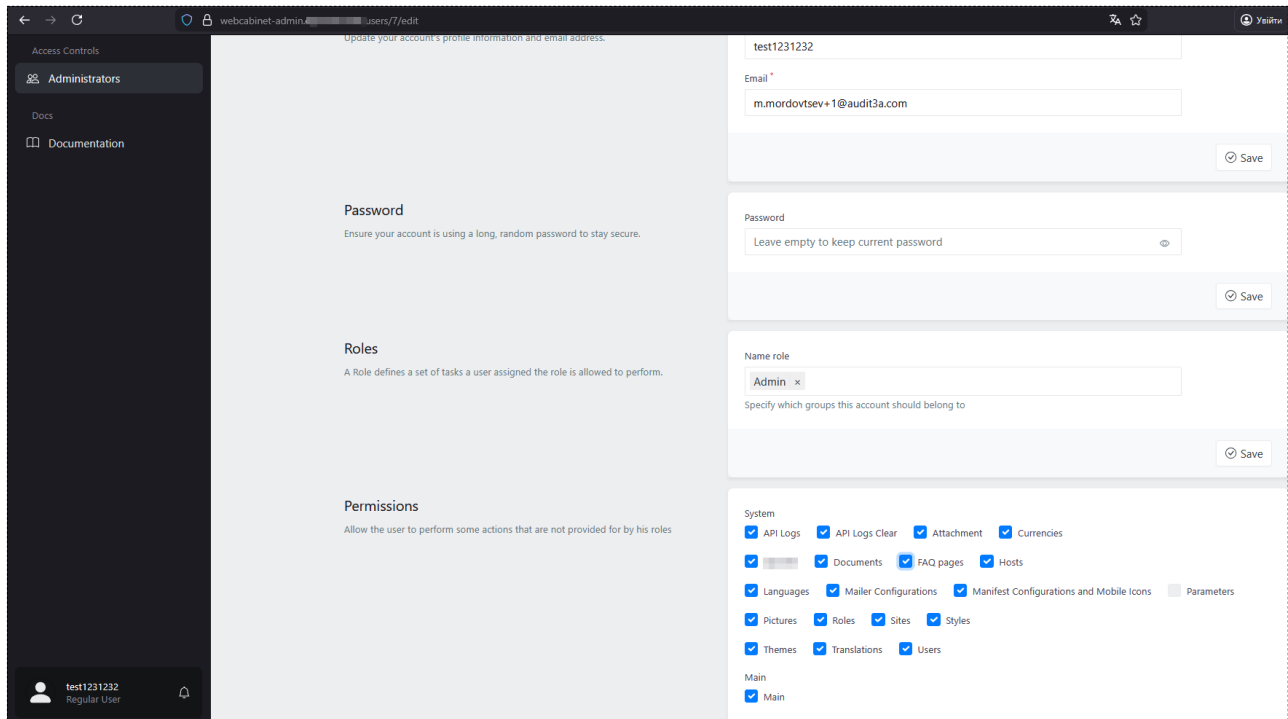 webcabinet-admin. users/7/edit
Увійти
Access Controls
Administrators
Docs
Documentation
test1231232
Regular User
Update your account's profile information and email address.
test1231232
Email *
m.mordovtsev+1@audit3a.com
Save
Password
Ensure your account is using a long, random password to stay secure.
Password
Leave empty to keep current password
Save
Roles
A Role defines a set of tasks a user assigned the role is allowed to perform.
Name role
Admin ×
Specify which groups this account should belong to
Save
Permissions
Allow the user to perform some actions that are not provided for by his roles
System
API Logs API Logs Clear Attachment Currencies
Documents FAQ pages Hosts
Languages Mailer Configurations Manifest Configurations and Mobile Icons Parameters
Pictures Roles Sites Styles
Themes Translations Users
Main
Main